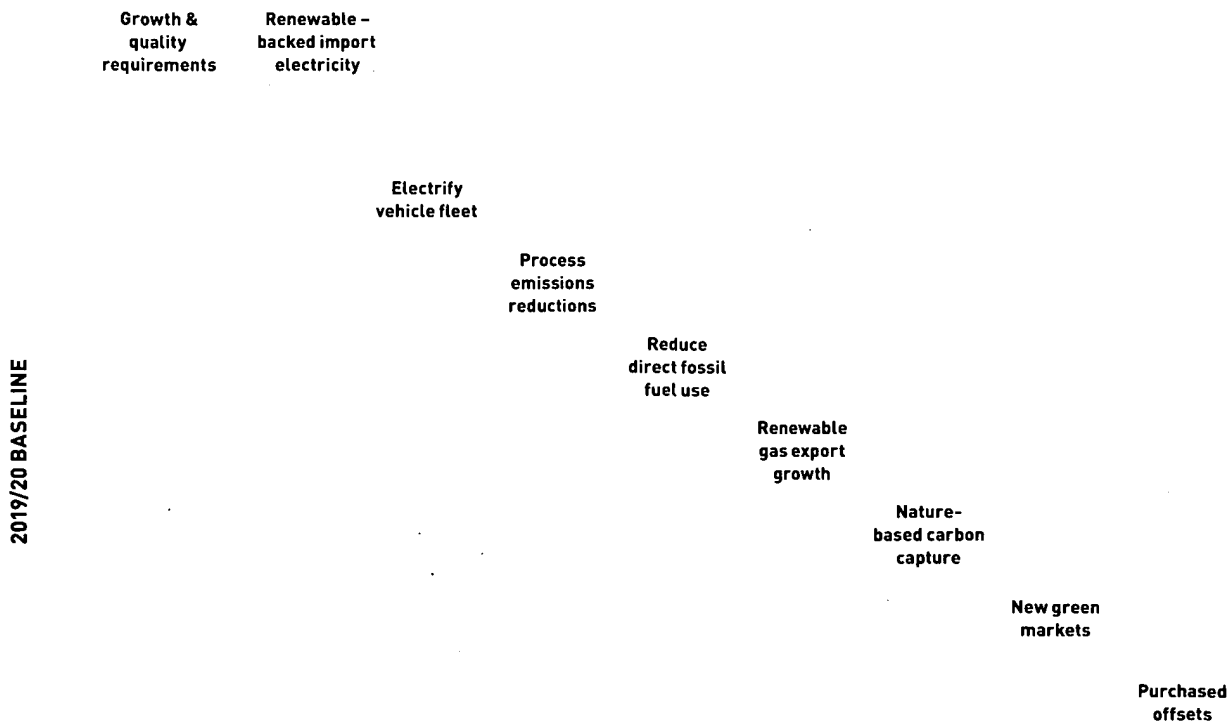 Growth &
quality
requirements
Renewable –
backed import
electricity
Electrify
vehicle fleet
Process
emissions
reductions
Reduce
direct fossil
fuel use
Renewable
gas export
growth
Nature-
based carbon
capture
New green
markets
Purchased
offsets
2019/20 BASELINE